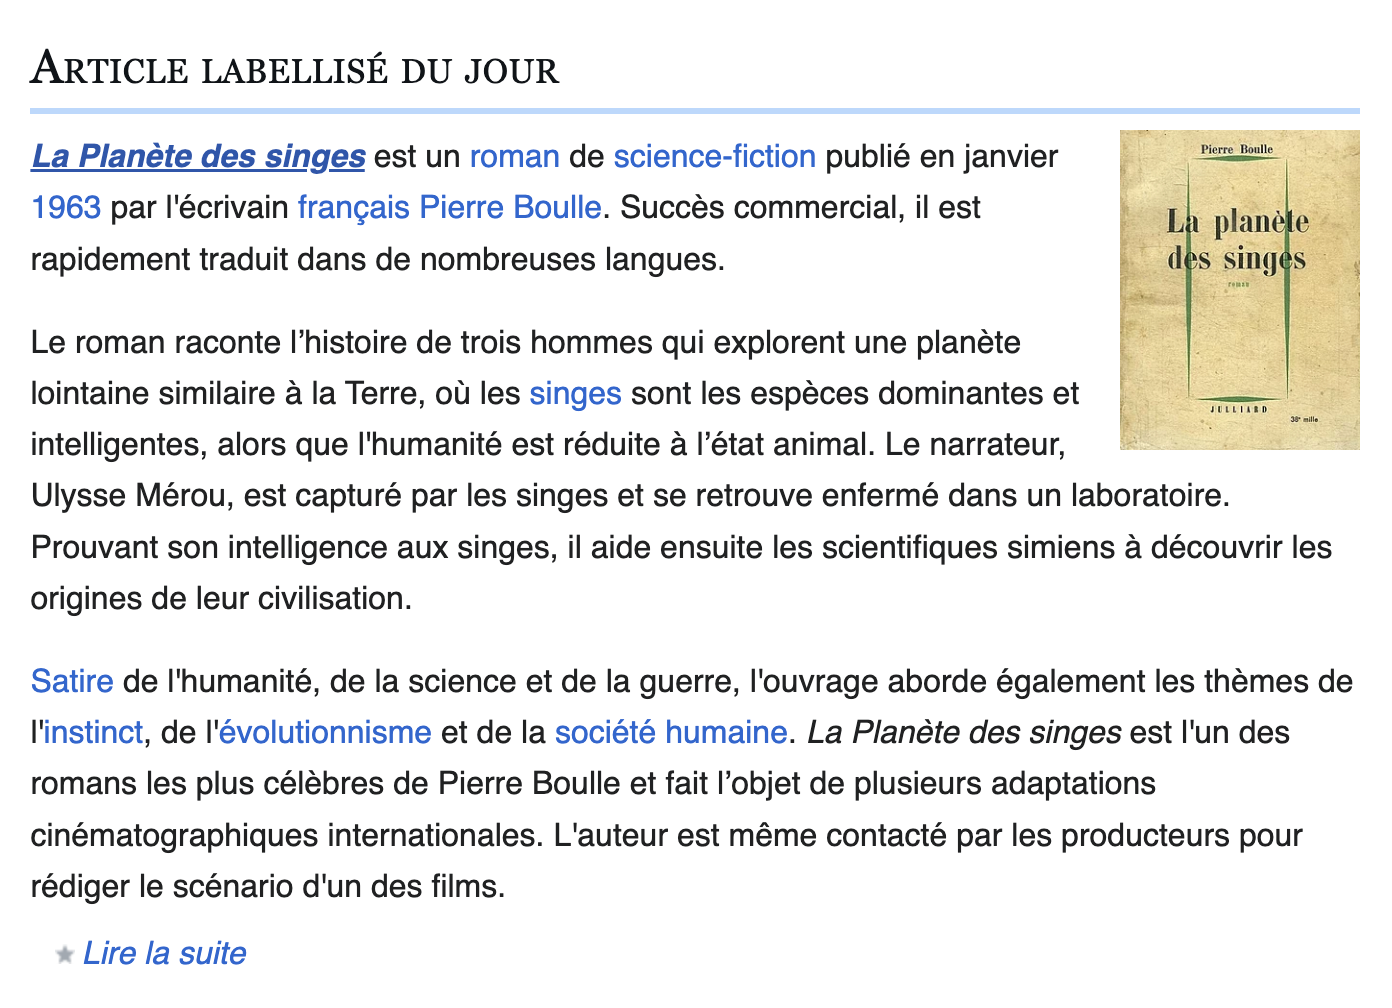 Article labellisé du jour
La Planète des singes est un roman de science-fiction publié en janvier
1963 par l'écrivain français Pierre Boulle. Succès commercial, il est
rapidement traduit dans de nombreuses langues.
Le roman raconte l’histoire de trois hommes qui explorent une planète
lointaine similaire à la Terre, où les singes sont les espèces dominantes et
intelligentes, alors que l'humanité est réduite à l’état animal. Le narrateur,
Ulysse Mérou, est capturé par les singes et se retrouve enfermé dans un laboratoire.
Prouvant son intelligence aux singes, il aide ensuite les scientifiques simiens à découvrir les
origines de leur civilisation.
Satire de l'humanité, de la science et de la guerre, l'ouvrage aborde également les thèmes de
l'instinct, de l'évolutionnisme et de la société humaine. La Planète des singes est l'un des
romans les plus célèbres de Pierre Boulle et fait l’objet de plusieurs adaptations
cinématographiques internationales. L'auteur est même contacté par les producteurs pour
rédiger le scénario d'un des films.
Lire la suite
Pierre Boulle
La planète
des singes
roman
JULLIARD
38e mille